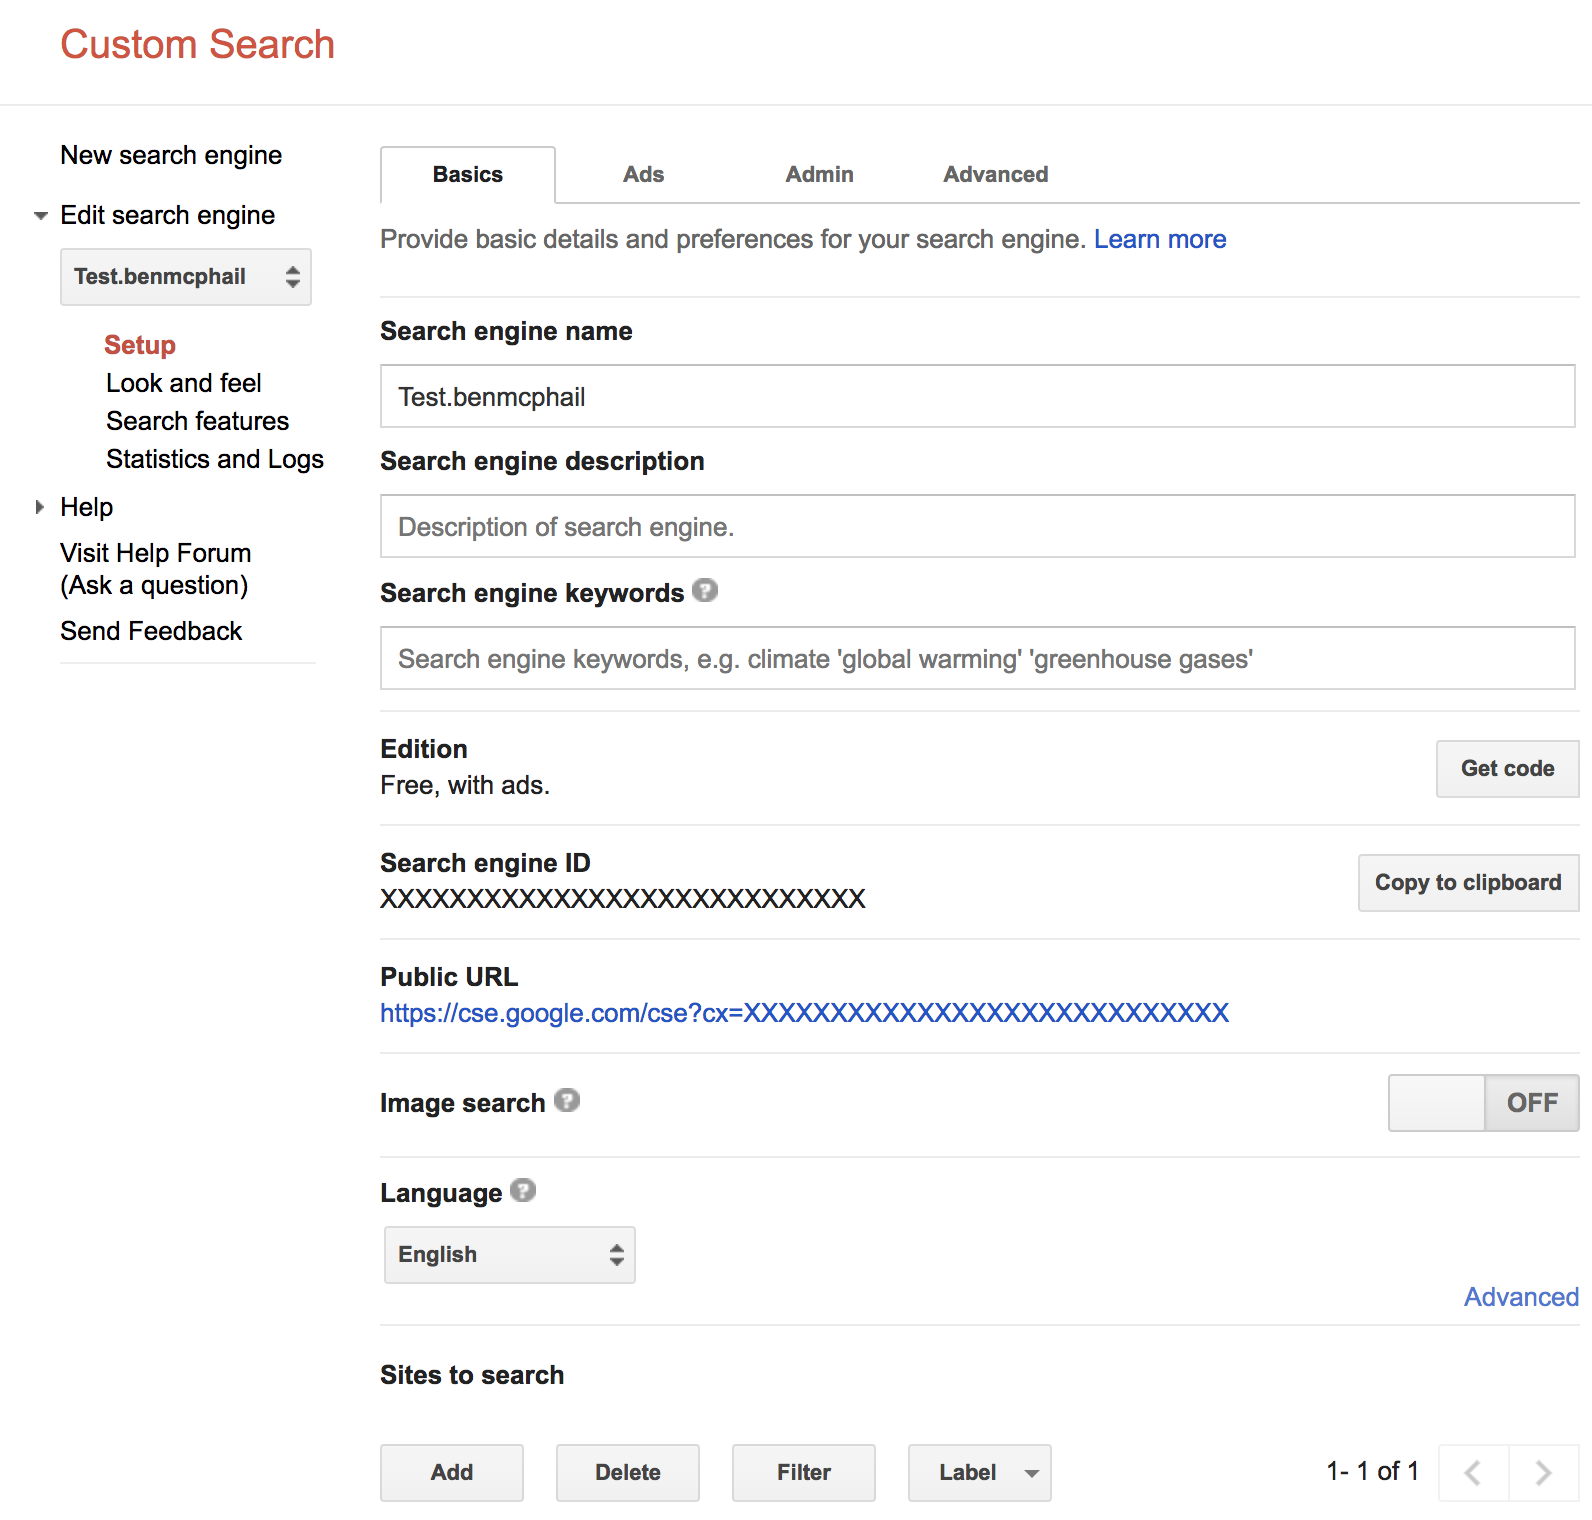 Custom Search
New search engine
Edit search engine
Test.benmcphail
Setup
Look and feel
Search features
Statistics and Logs
Help
Visit Help Forum
(Ask a question)
Send Feedback
Basics Ads Admin Advanced
Provide basic details and preferences for your search engine. Learn more
Search engine name
Test.benmcphail
Search engine description
Description of search engine.
Search engine keywords ?
Search engine keywords, e.g. climate 'global warming' 'greenhouse gases'
Edition
Free, with ads.
Get code
Search engine ID
XXXXXXXXXXXXXXXXXXXXXXXXXXXX
Copy to clipboard
Public URL
https://cse.google.com/cse?cx=XXXXXXXXXXXXXXXXXXXXXXXXXXXX
Image search ?
OFF
Language ?
English
Advanced
Sites to search
Add Delete Filter Label 1- 1 of 1